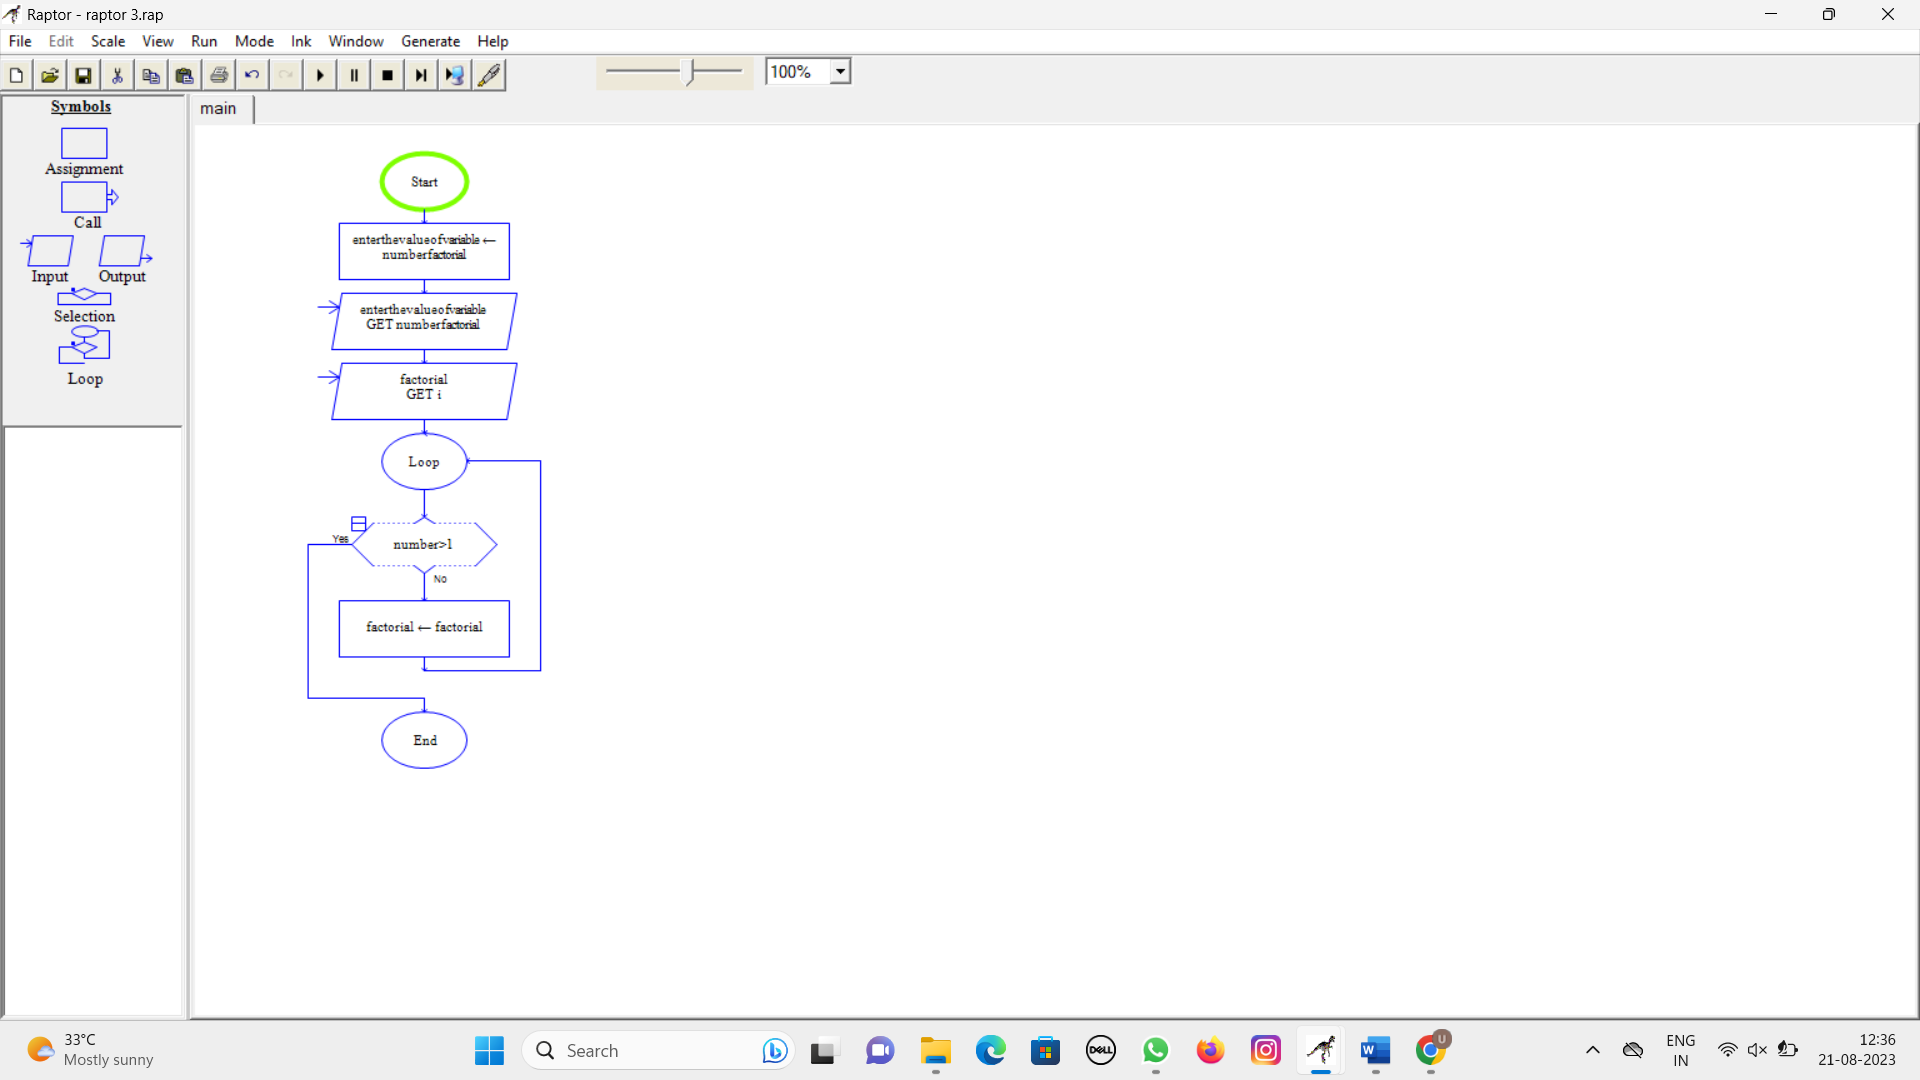 Raptor - raptor 3.rap
File Edit Scale View Run Mode Ink Window Generate Help
100%
Symbols
Assignment
Call
Input Output
Selection
Loop
main
Start
enterthevalueofvariable ←
numberfactorial
enterthevalueofvariable
GET numberfactorial
factorial
GET i
Loop
Yes
number>1
No
factorial ← factorial
End
33°C
Mostly sunny
Search
DELL
W
U
ENG
IN
12:36
21-08-2023